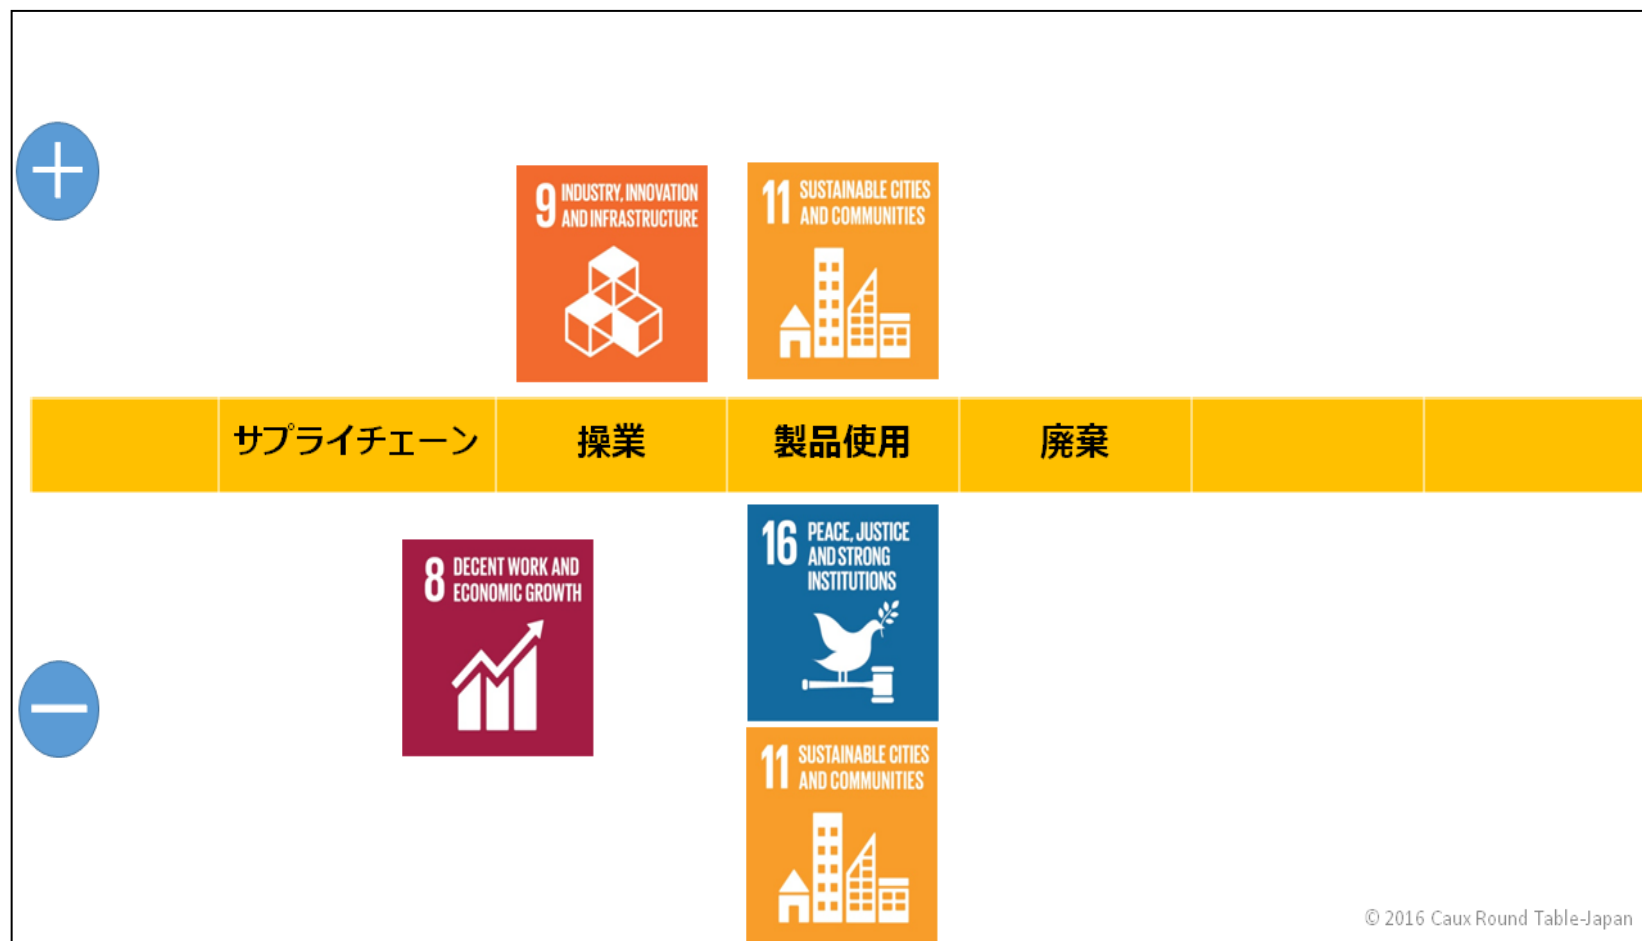 9 INDUSTRY, INNOVATION
AND INFRASTRUCTURE
11 SUSTAINABLE CITIES
AND COMMUNITIES
サプライチェーン
操業
製品使用
廃棄
8 DECENT WORK AND
ECONOMIC GROWTH
16 PEACE, JUSTICE
AND STRONG
INSTITUTIONS
11 SUSTAINABLE CITIES
AND COMMUNITIES
© 2016 Caux Round Table-Japan